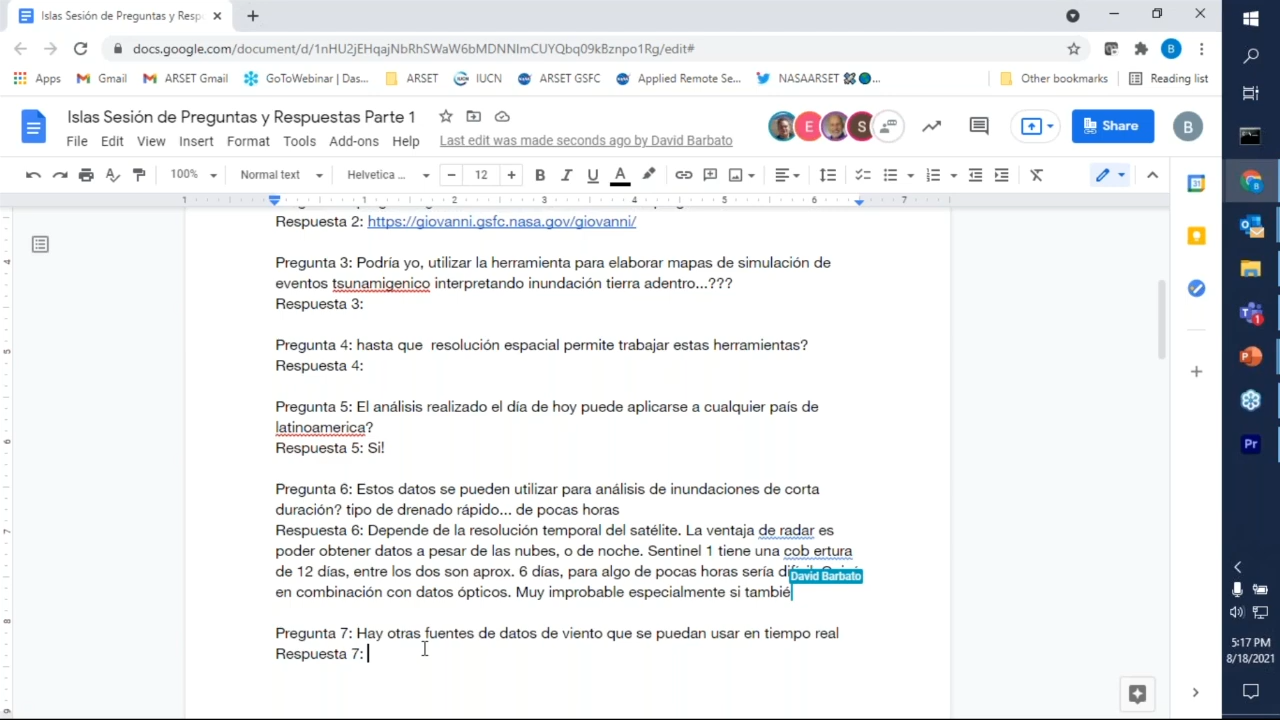 Islas Sesión de Preguntas y Resp
docs.google.com/document/d/1nHU2jEHqajNbRhSWaW6bMDNNlmCUYQbq09kBznpo1Rg/edit#
Apps Gmail ARSET Gmail GoToWebinar | Das... ARSET IUCN ARSET GSFC Applied Remote Se... NASAARSET Other bookmarks Reading list
Islas Sesión de Preguntas y Respuestas Parte 1
File Edit View Insert Format Tools Add-ons Help Last edit was made seconds ago by David Barbato
E S Share B
100% Normal text Helvetica ... 12 B I U A
1 1 2 3 4 5 6 7
Respuesta 2: https://giovanni.gsfc.nasa.gov/giovanni/
Pregunta 3: Podría yo, utilizar la herramienta para elaborar mapas de simulación de
eventos tsunamigenico interpretando inundación tierra adentro...???
Respuesta 3:
Pregunta 4: hasta que  resolución espacial permite trabajar estas herramientas?
Respuesta 4:
Pregunta 5: El análisis realizado el día de hoy puede aplicarse a cualquier país de
latinoamerica?
Respuesta 5: Si!
Pregunta 6: Estos datos se pueden utilizar para análisis de inundaciones de corta
duración? tipo de drenado rápido... de pocas horas
Respuesta 6: Depende de la resolución temporal del satélite. La ventaja de radar es
poder obtener datos a pesar de las nubes, o de noche. Sentinel 1 tiene una cob ertura
de 12 días, entre los dos son aprox. 6 días, para algo de pocas horas sería
David Barbato
en combinación con datos ópticos. Muy improbable especialmente si tambié
Pregunta 7: Hay otras fuentes de datos de viento que se puedan usar en tiempo real
Respuesta 7:
5:17 PM
8/18/2021